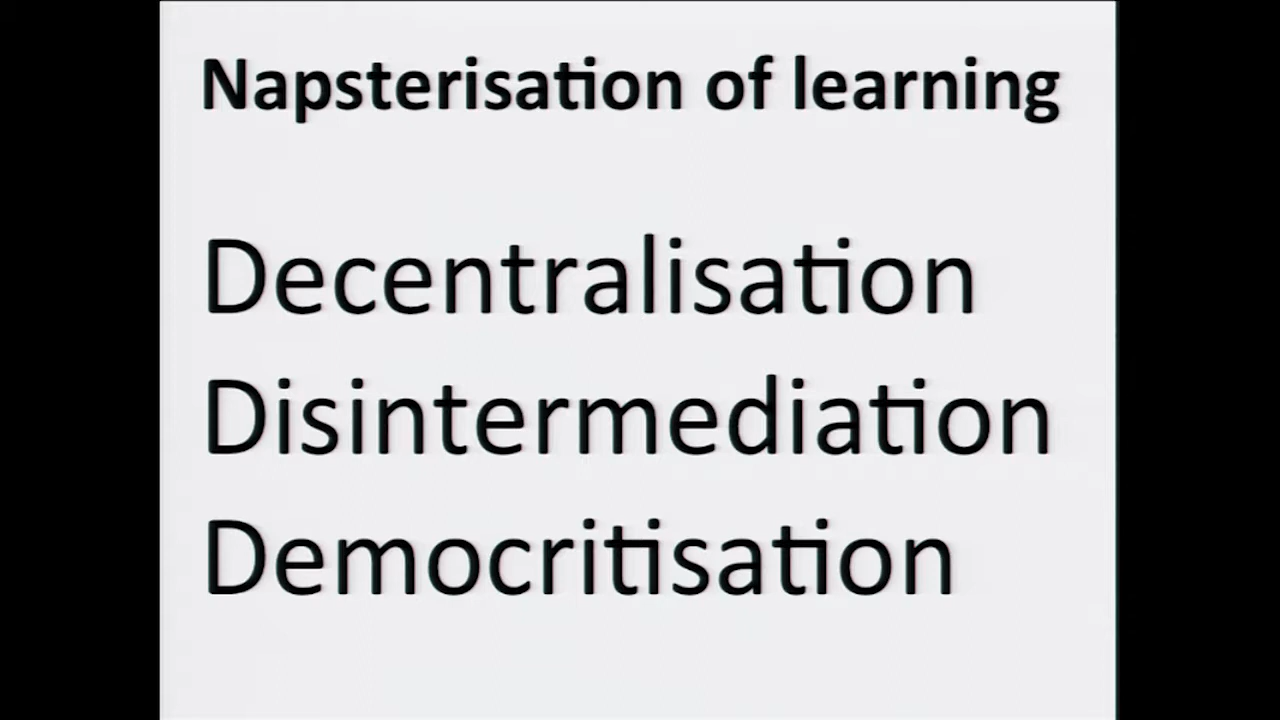 Napsterisation of learning
Decentralisation
Disintermediation
Democritisation